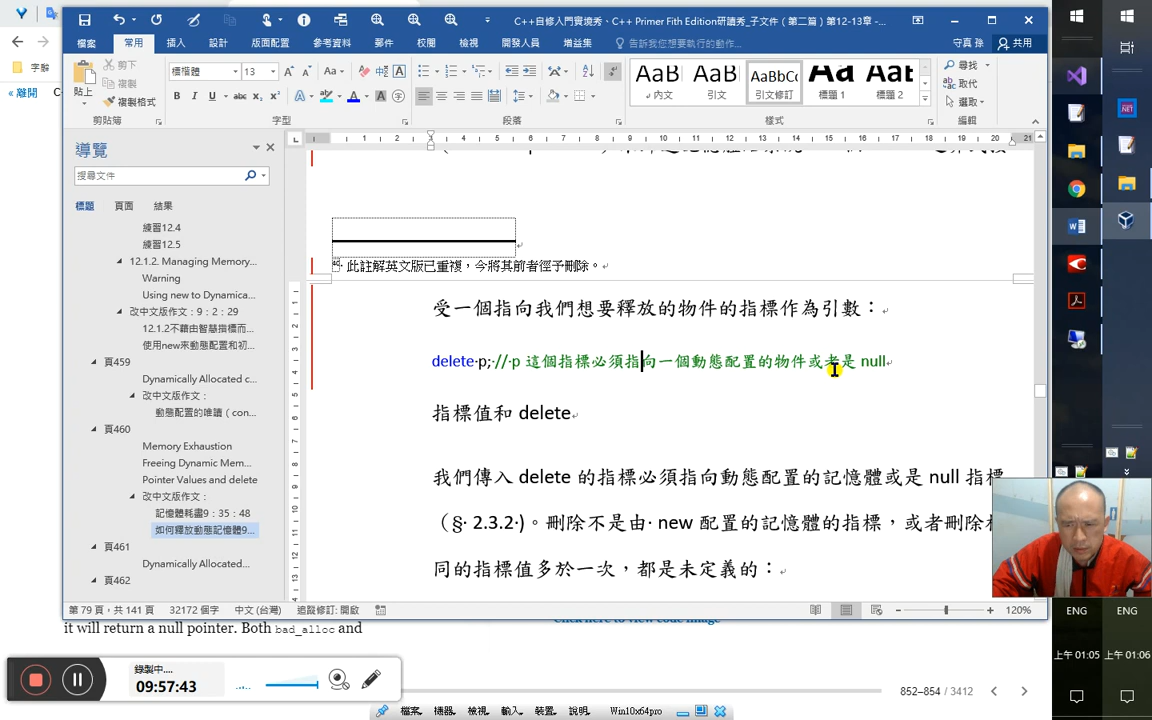 C++自修入門實境秀、C++ Primer Fith Edition研讀秀_子文件（第二篇）第12-13章 -...
檔案 常用 插入 設計 版面配置 參考資料 郵件 校閱 檢視 開發人員 增益集 告訴我您想要執行的動作... 守真 孫 共用
字齡
« 離開
貼上
剪下
複製
複製格式
標楷體 13
AaBbC AaBbC AaBbCc AaBb AaBb
內文 引文 引文修訂 標題 1 標題 2
尋找
取代
選取
剪貼簿 字型 段落 樣式 編輯
導覽
搜尋文件
標題 頁面 結果
練習12.4
練習12.5
12.1.2. Managing Memory...
Warning
Using new to Dynamica...
改中文版作文：9：2：29
12.1.2不藉由智慧指標而...
使用new來配置和初...
頁459
Dynamically Allocated c...
改中文版作文：
動態配置的唯讀（con...
頁460
Memory Exhaustion
Freeing Dynamic Mem...
Pointer Values and delete
改中文版作文：
記憶體耗盡9：35：48
如何釋放動態記憶體9...
頁461
Dynamically Allocated...
頁462
此註解英文版已重複，今將其前者徑予刪除。
受一個指向我們想要釋放的物件的指標作為引數：
delete p; // p 這個指標必須指向一個動態配置的物件或者是 null
指標值和 delete
我們傳入 delete 的指標必須指向動態配置的記憶體或是 null 指標
（§ 2.3.2 ）。刪除不是由 new 配置的記憶體的指標，或者刪除
同的指標值多於一次，都是未定義的：
第 79 頁，共 141 頁 32172 個字 中文 (台灣) 追蹤修訂: 開啟 120%
it will return a null pointer. Both bad_alloc and
Click here to view code image
錄製中....
09:57:43
852–854 / 3412
檔案, 機器, 檢視, 輸入, 裝置, 說明, Win10x64pro
ENG ENG
上午 01:05 上午 01:06